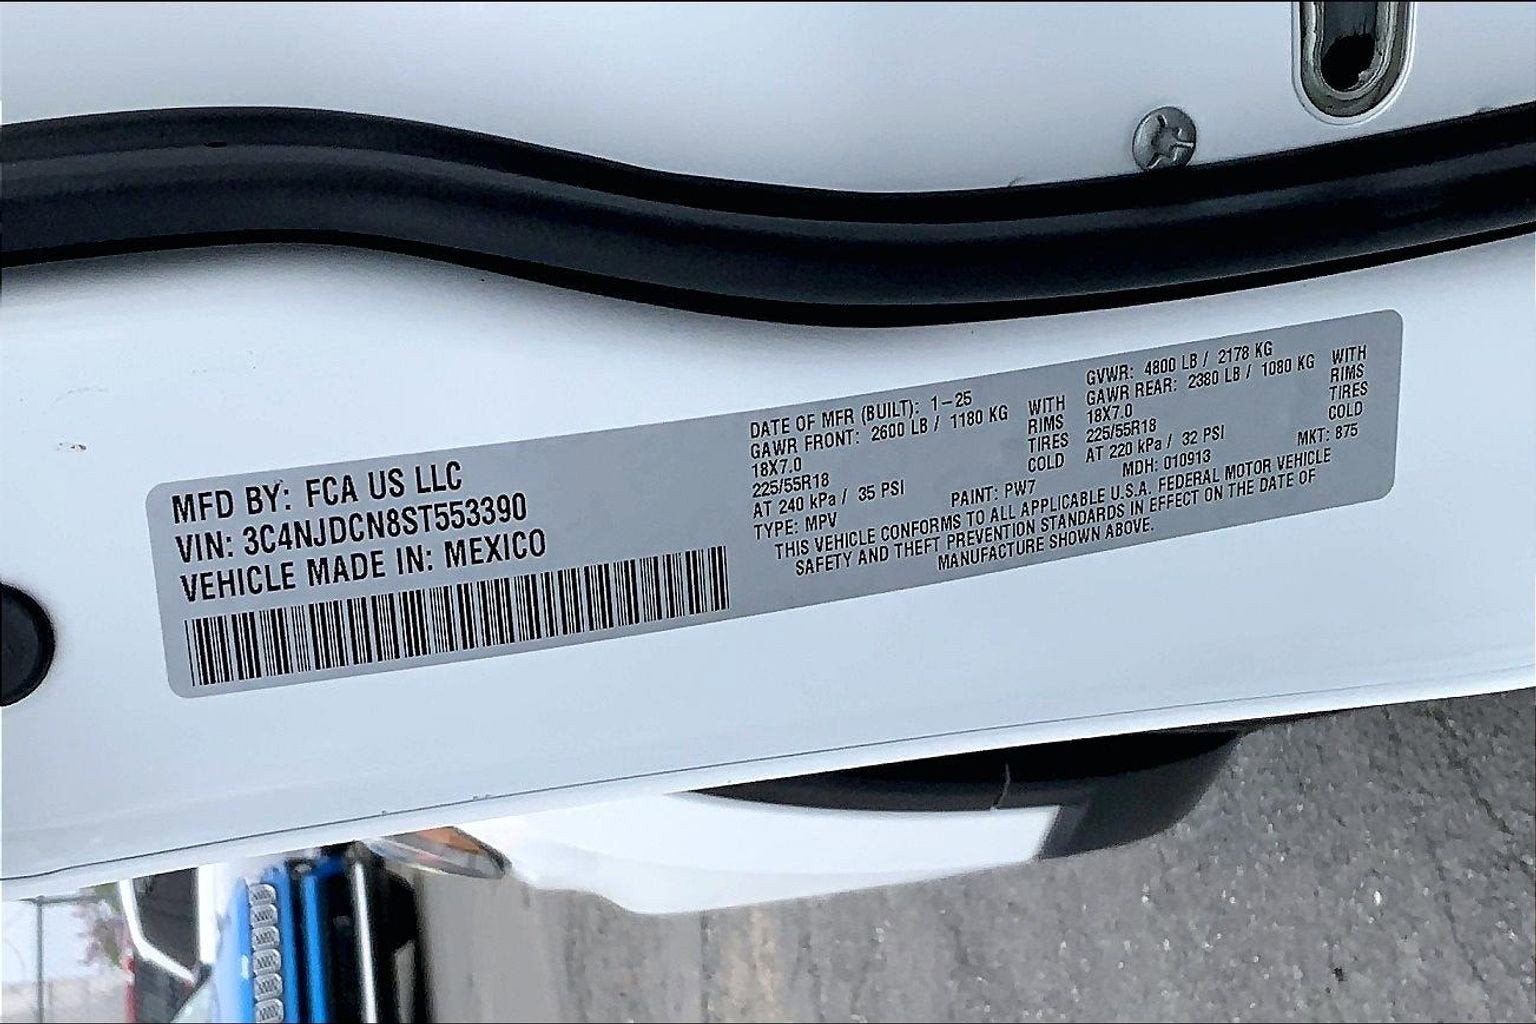 MFD BY: FCA US LLC
VIN: 3C4NJDCN8ST553390
VEHICLE MADE IN: MEXICO
DATE OF MFR (BUILT): 1-25
GAWR FRONT: 2600 LB / 1180 KG WITH
18X7.0 RIMS
225/55R18 TIRES
AT 240 kPa / 35 PSI COLD
TYPE: MPV
GVWR: 4800 LB / 2178 KG
GAWR REAR: 2380 LB / 1080 KG WITH
18X7.0 RIMS
225/55R18 TIRES
AT 220 kPa / 32 PSI COLD
PAINT: PW7 MDH: 010913 MKT: 875
THIS VEHICLE CONFORMS TO ALL APPLICABLE U.S.A. FEDERAL MOTOR VEHICLE
SAFETY AND THEFT PREVENTION STANDARDS IN EFFECT ON THE DATE OF
MANUFACTURE SHOWN ABOVE.